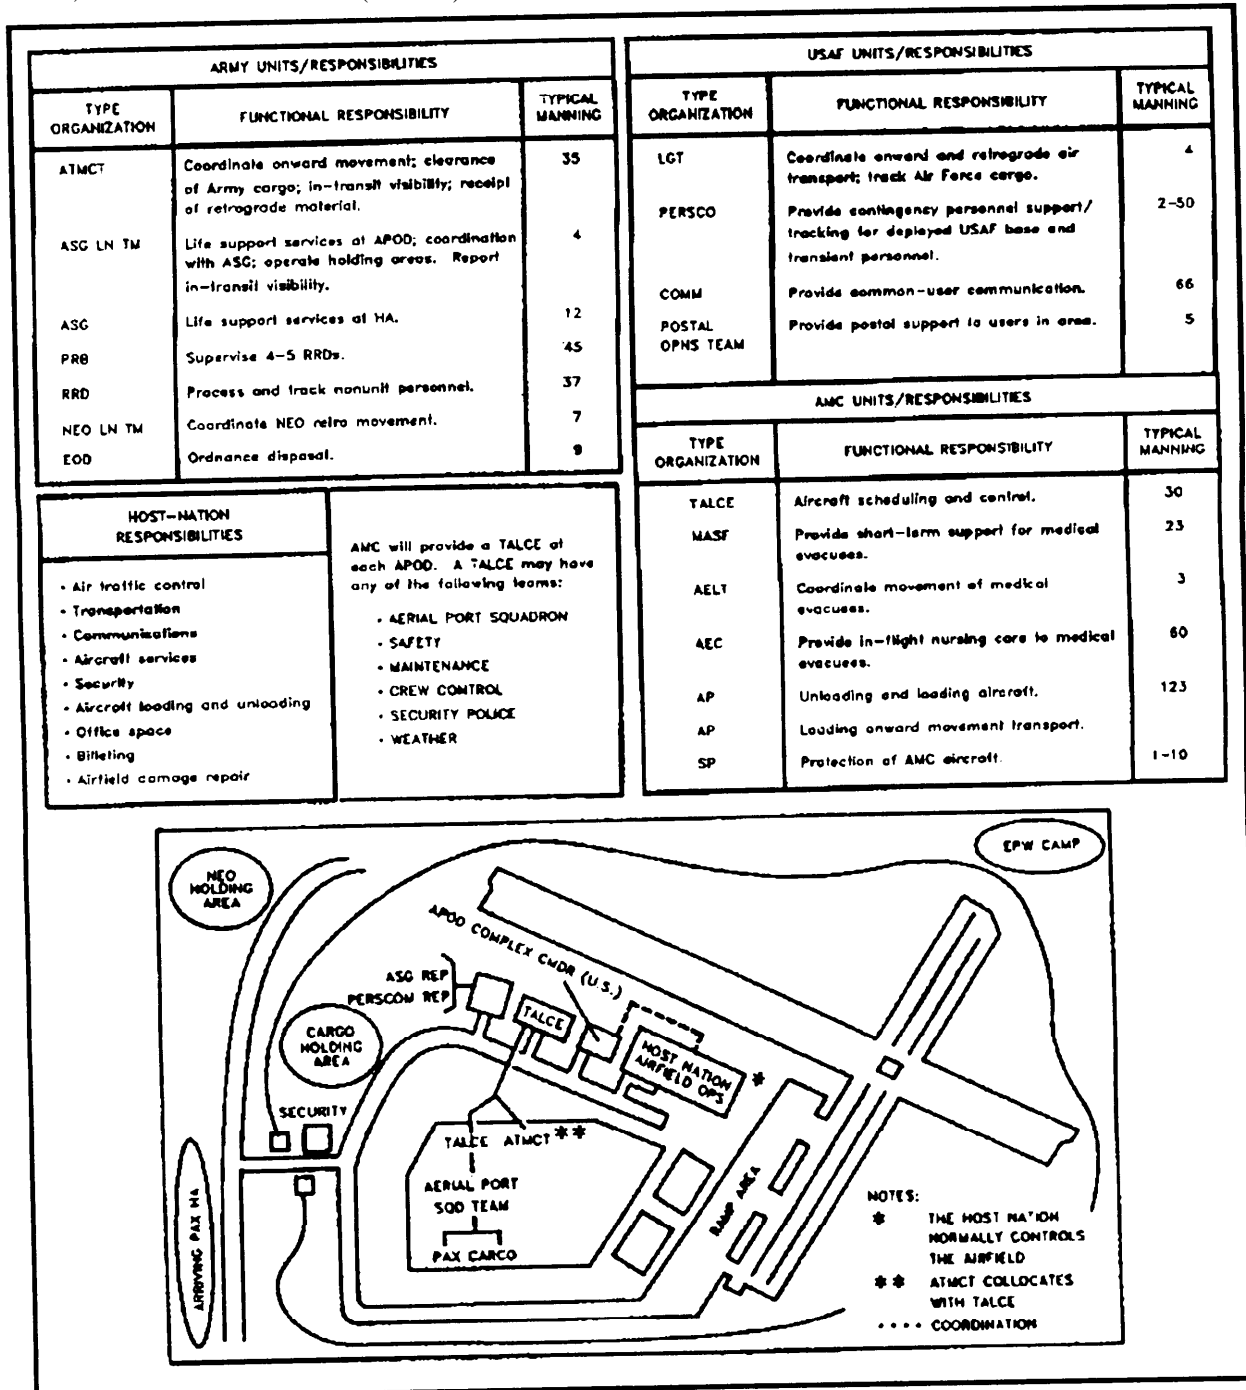 ARMY UNITS/RESPONSIBILITIES
TYPE ORGANIZATION
FUNCTIONAL RESPONSIBILITY
TYPICAL MANNING
ATMCT
Coordinate onward movement; clearance
of Army cargo; in-transit visibility; receipt
of retrograde material.
35
ASG LN TM
Life support services at APOD; coordination
with ASG; operate holding areas. Report
in-transit visibility.
4
ASG
Life support services at HA.
12
PRB
Supervise 4-5 RRDs.
45
RRD
Process and track nonunit personnel.
37
NEO LN TM
Coordinate NEO retro movement.
7
EOD
Ordnance disposal.
9
USAF UNITS/RESPONSIBILITIES
TYPE ORGANIZATION
FUNCTIONAL RESPONSIBILITY
TYPICAL MANNING
LGT
Coordinate onward and retrograde air
transport; track Air Force cargo.
4
PERSCO
Provide contingency personnel support/
tracking for deployed USAF base and
transient personnel.
2-50
COMM
Provide common-user communication.
66
POSTAL
OPNS TEAM
Provide postal support to users in area.
5
AMC UNITS/RESPONSIBILITIES
TYPE ORGANIZATION
FUNCTIONAL RESPONSIBILITY
TYPICAL MANNING
TALCE
Aircraft scheduling and control.
30
MASF
Provide short-term support for medical
evacuees.
23
AELT
Coordinate movement of medical
evacuees.
3
AEC
Provide in-flight nursing care to medical
evacuees.
60
AP
Unloading and loading aircraft.
123
AP
Loading onward movement transport.
SP
Protection of AMC aircraft.
1-10
HOST-NATION
RESPONSIBILITIES
• Air traffic control
• Transportation
• Communications
• Aircraft services
• Security
• Aircraft loading and unloading
• Office space
• Billeting
• Airfield damage repair
AMC will provide a TALCE at
each APOD. A TALCE may have
any of the following teams:
• AERIAL PORT SQUADRON
• SAFETY
• MAINTENANCE
• CREW CONTROL
• SECURITY POLICE
• WEATHER
NEO
HOLDING
AREA
EPW CAMP
APOD COMPLEX CMDR (U.S.)
ASG REP
PERSCOM REP
TALCE
CARGO
HOLDING
AREA
HOST NATION
AIRFIELD OPS
*
SECURITY
TALCE ATMCT **
AERIAL PORT
SQD TEAM
PAX CARGO
ARRIVING PAX HA
RAMP AREA
NOTES:
* THE HOST NATION
NORMALLY CONTROLS
THE AIRFIELD
** ATMCT COLLOCATES
WITH TALCE
.... COORDINATION